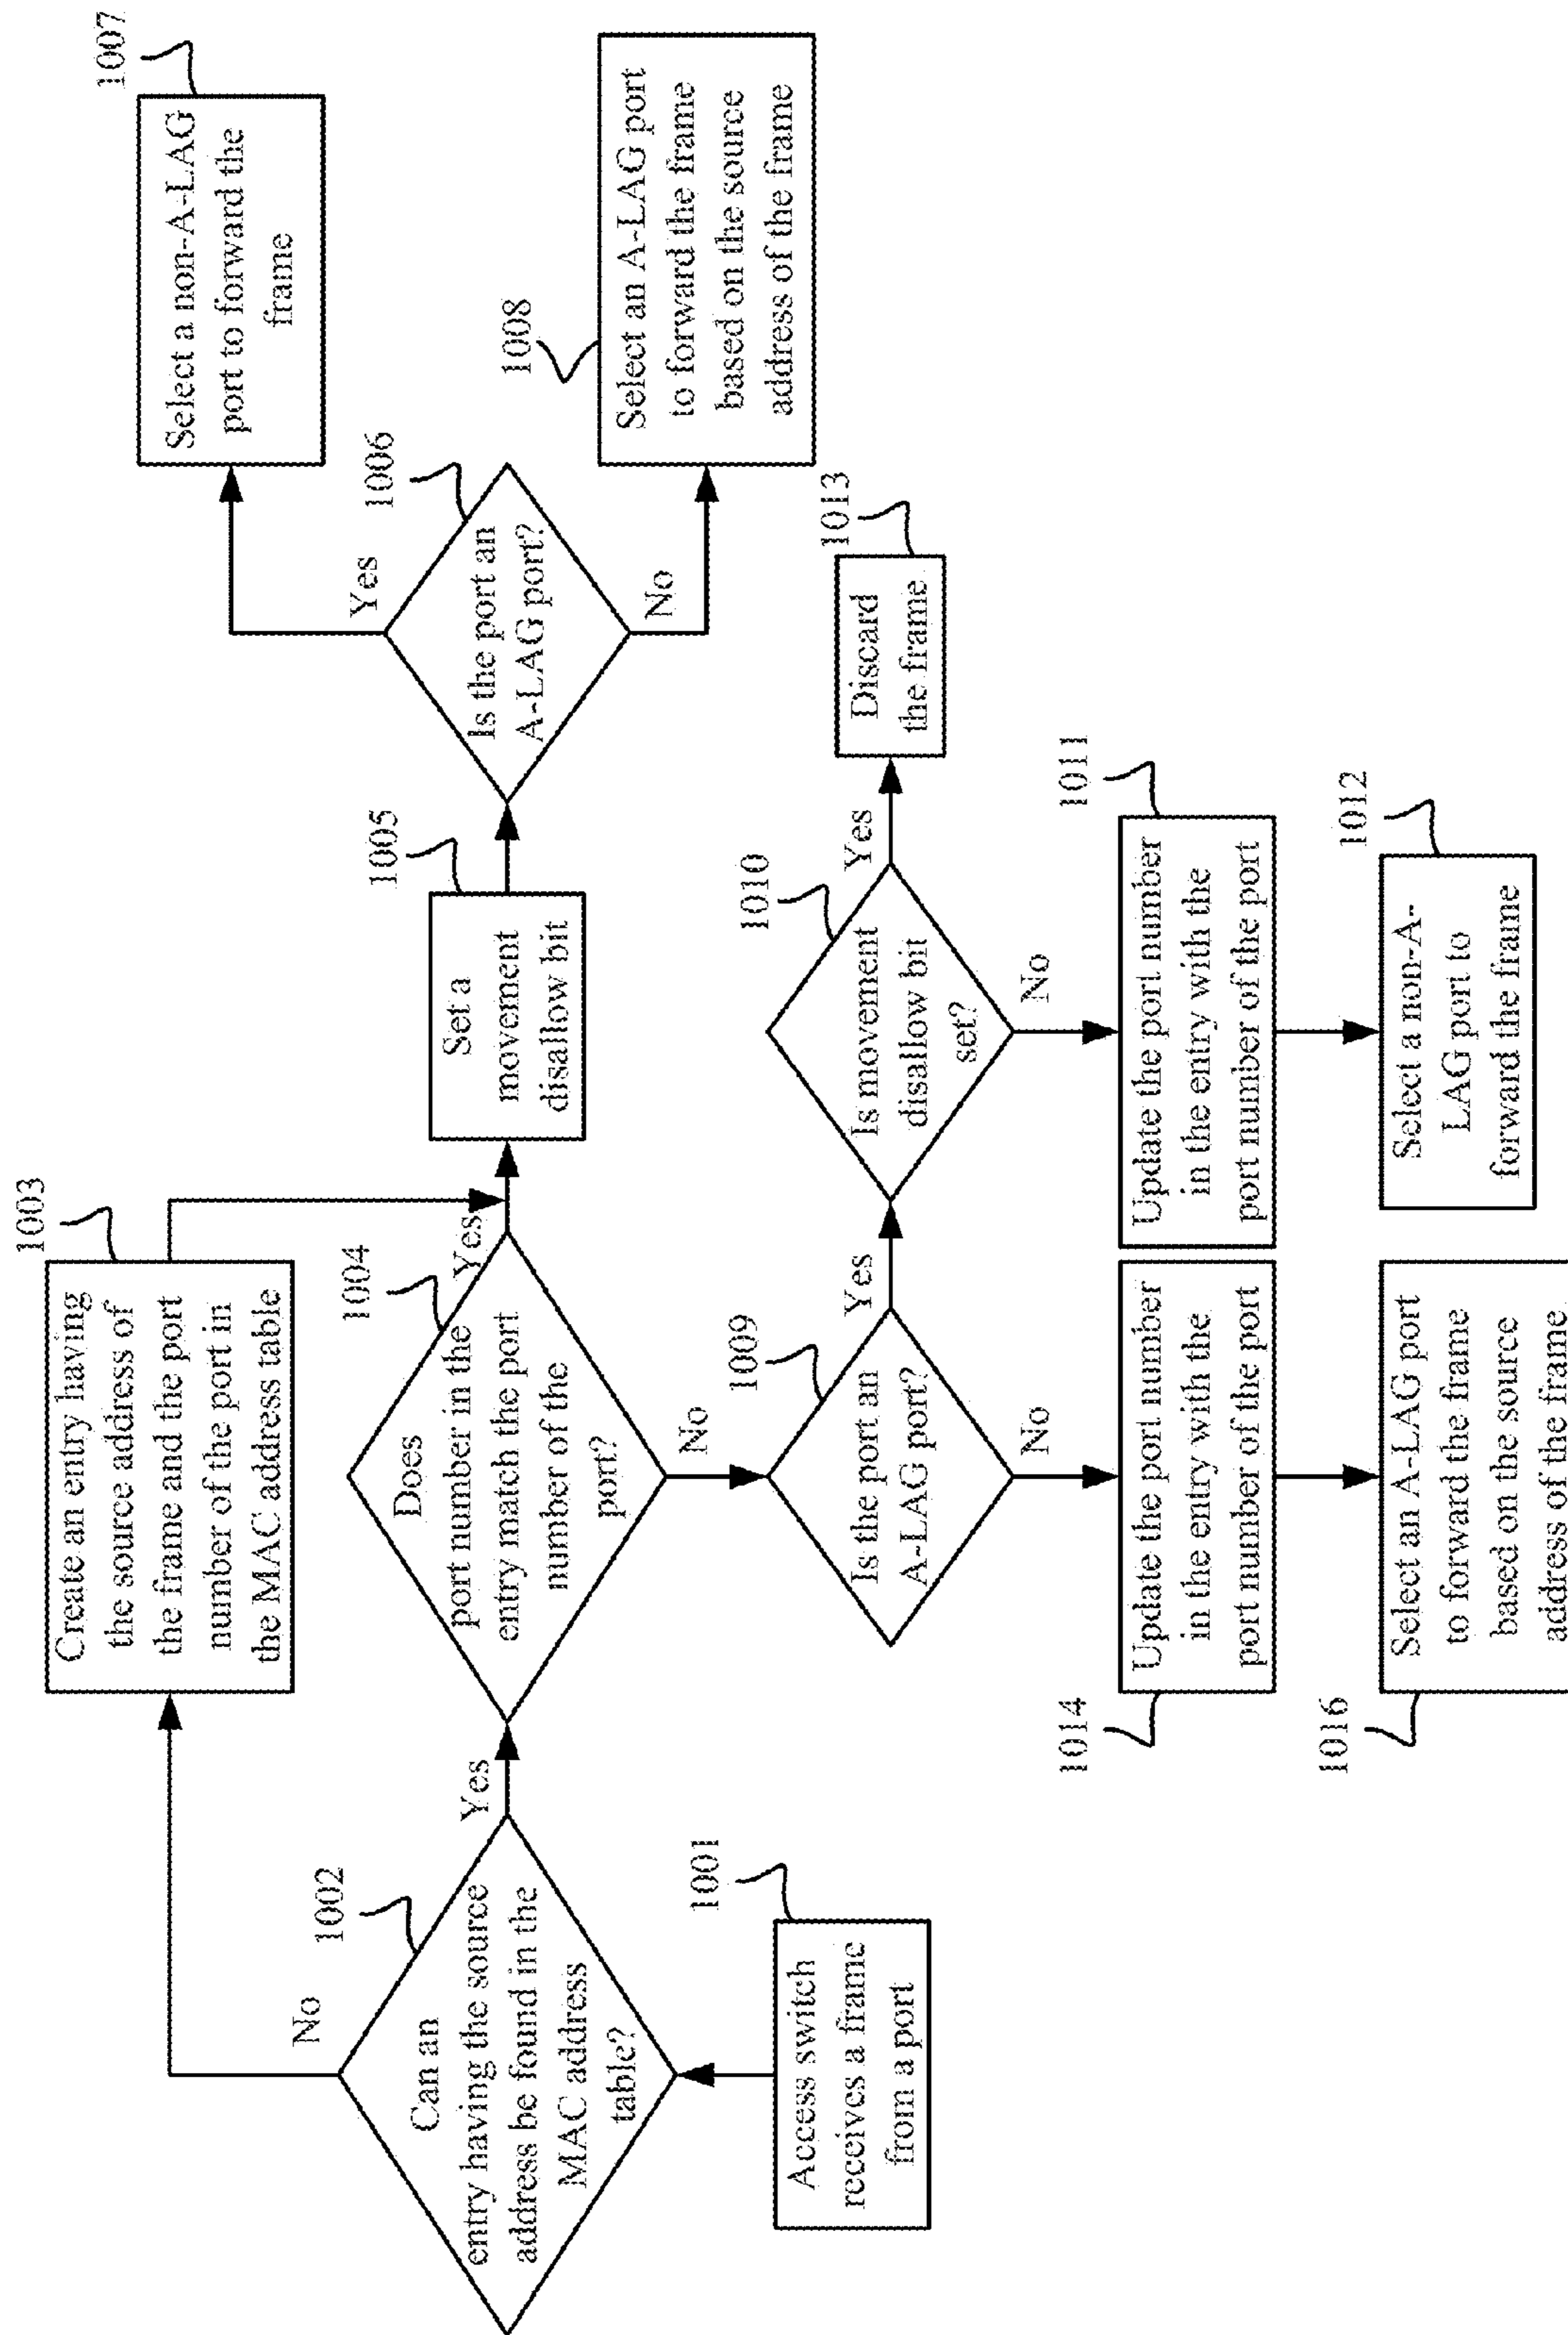 1001
Access switch
receives a frame
from a port
1002
Can an
entry having the source
address be found in the
MAC address
table?
No
Yes
1003
Create an entry having
the source address of
the frame and the port
number of the port in
the MAC address table
1004
Does
port number in the
entry match the port
number of the
port?
Yes
No
1005
Set a
movement
disallow bit
1006
Is the port an
A-LAG port?
Yes
No
1007
Select a non-A-LAG
port to forward the
frame
1008
Select an A-LAG port
to forward the frame
based on the source
address of the frame
1009
Is the port an
A-LAG port?
Yes
No
1010
Is movement
disallow bit
set?
Yes
No
1013
Discard
the frame
1011
Update the port number
in the entry with the
port number of the port
1012
Select a non-A-
LAG port to
forward the frame
1014
Update the port number
in the entry with the
port number of the port
1016
Select an A-LAG port
to forward the frame
based on the source
address of the frame